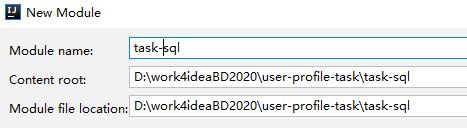 New Module
Module name: task-sql
Content root: D:\work4ideaBD2020\user-profile-task\task-sql
Module file location: D:\work4ideaBD2020\user-profile-task\task-sql